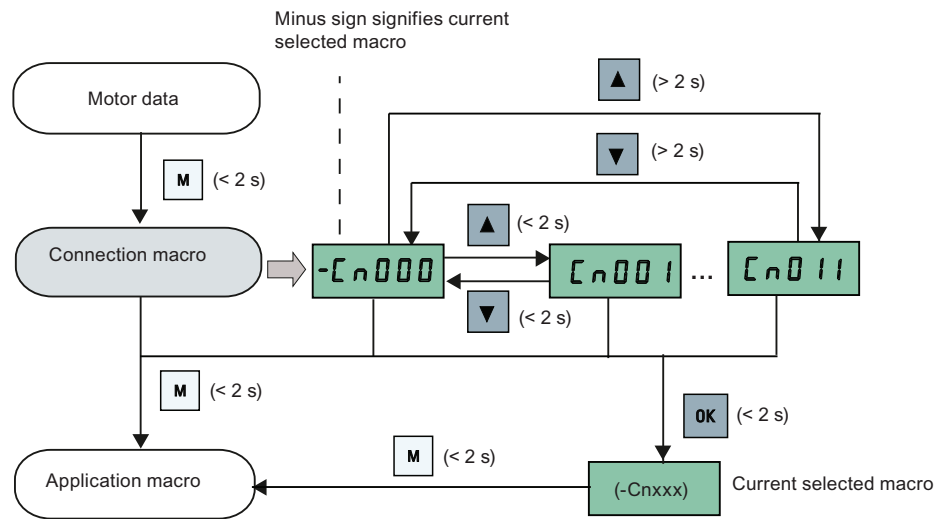 Minus sign signifies current
selected macro
▲ (> 2 s)
Motor data
▼ (> 2 s)
M (< 2 s)
▲ (< 2 s)
Connection macro
-Cn000
Cn001
...
Cn011
▼ (< 2 s)
M (< 2 s)
OK (< 2 s)
M (< 2 s)
Application macro
(-Cnxxx)
Current selected macro